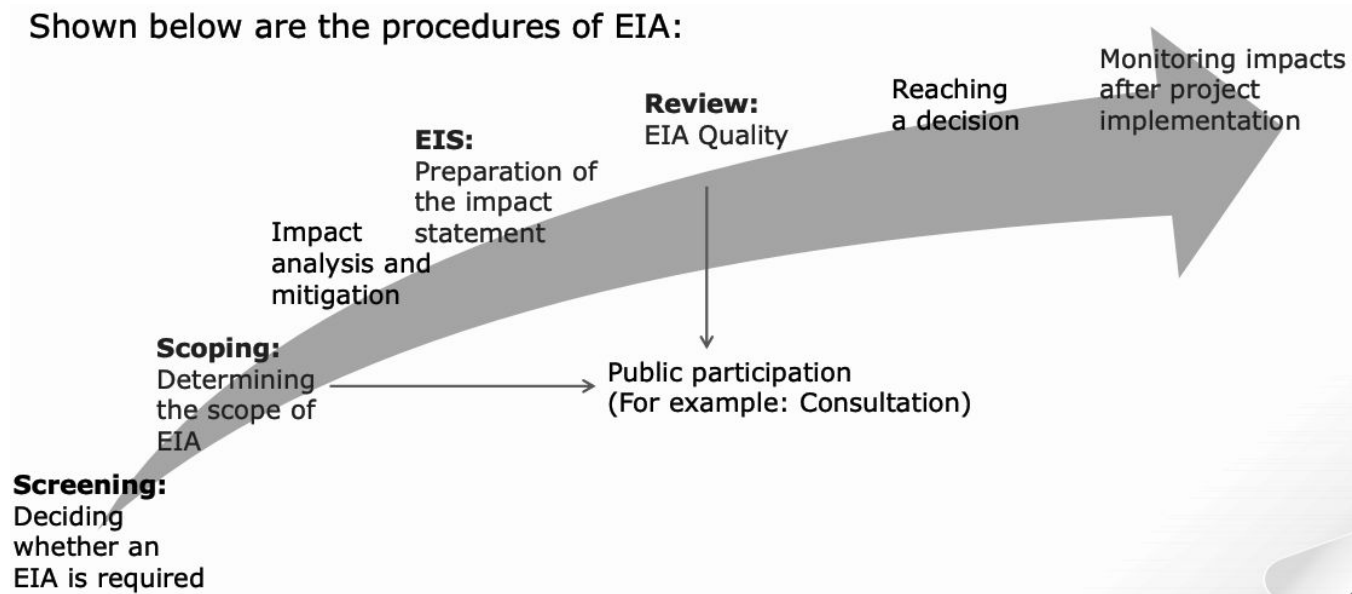 Shown below are the procedures of EIA:
Screening:
Deciding
whether an
EIA is required
Scoping:
Determining
the scope of
EIA
Impact
analysis and
mitigation
EIS:
Preparation of
the impact
statement
Review:
EIA Quality
Public participation
(For example: Consultation)
Reaching
a decision
Monitoring impacts
after project
implementation